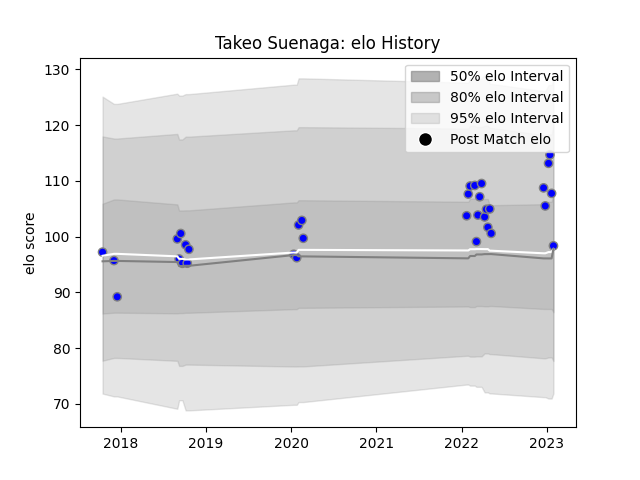 Takeo Suenaga: elo History
50% elo Interval
80% elo Interval
95% elo Interval
Post Match elo
elo score
130
120
110
100
90
80
70
2018
2019
2020
2021
2022
2023